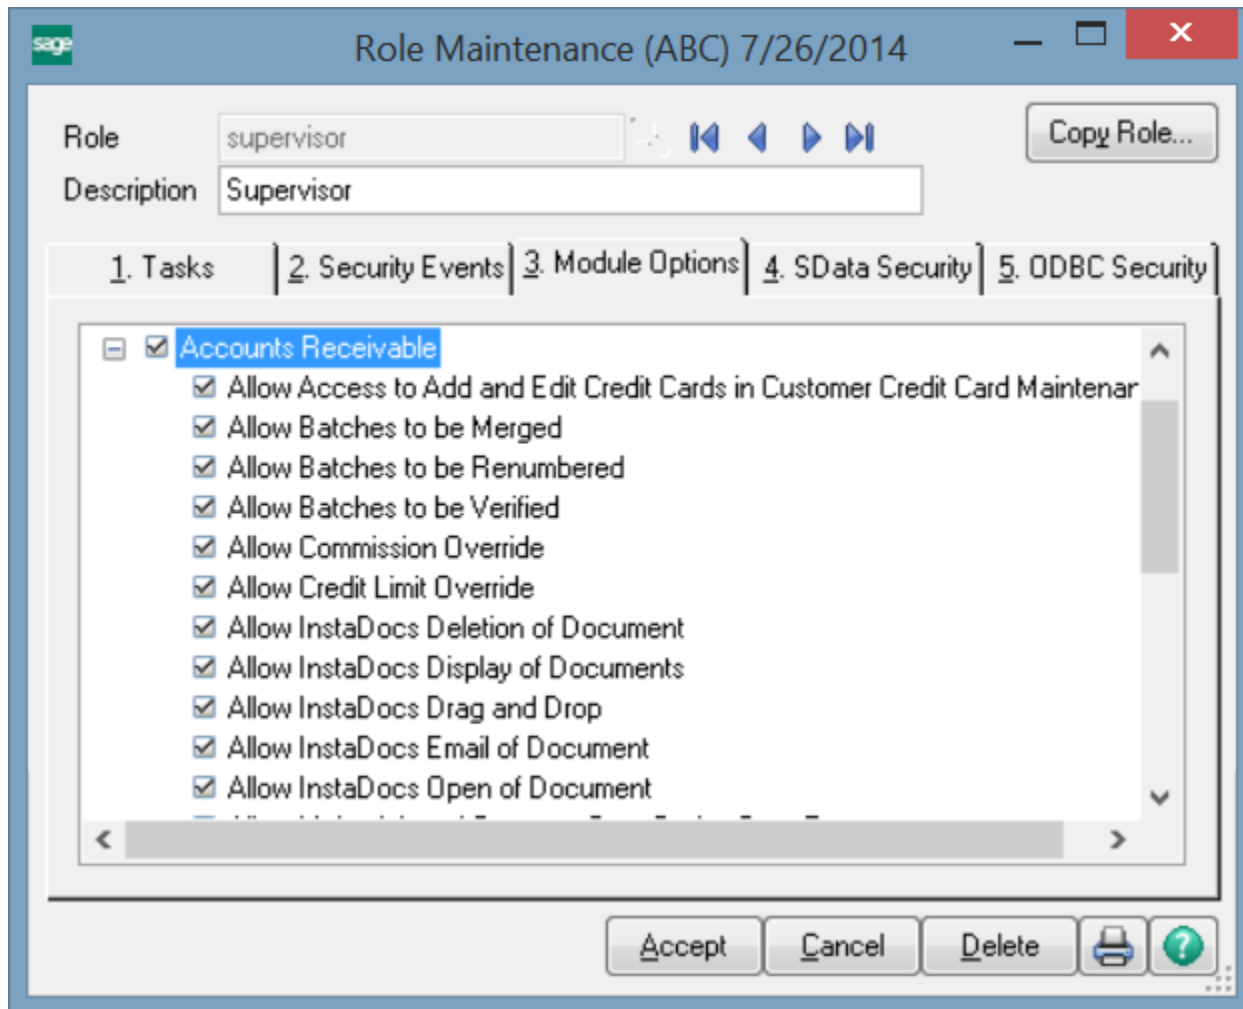 sage
Role Maintenance (ABC) 7/26/2014
Role supervisor Copy Role...
Description Supervisor
1. Tasks 2. Security Events 3. Module Options 4. SData Security 5. ODBC Security
Accounts Receivable
Allow Access to Add and Edit Credit Cards in Customer Credit Card Maintenan
Allow Batches to be Merged
Allow Batches to be Renumbered
Allow Batches to be Verified
Allow Commission Override
Allow Credit Limit Override
Allow InstaDocs Deletion of Document
Allow InstaDocs Display of Documents
Allow InstaDocs Drag and Drop
Allow InstaDocs Email of Document
Allow InstaDocs Open of Document
Accept Cancel Delete ?